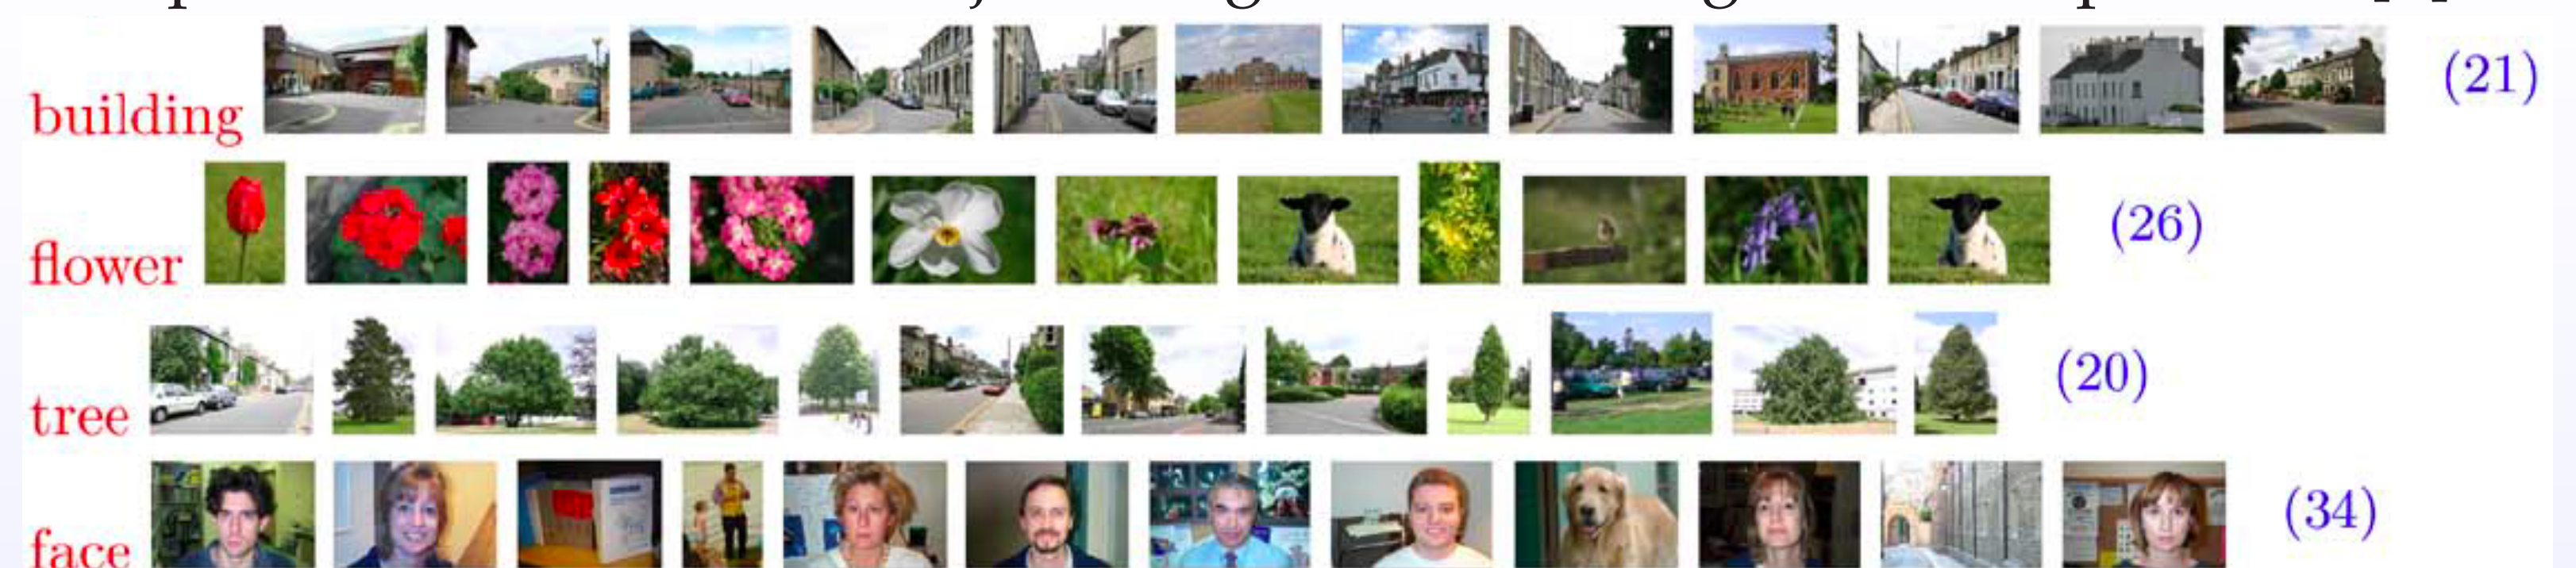 building (21)
flower (26)
tree (20)
face (34)